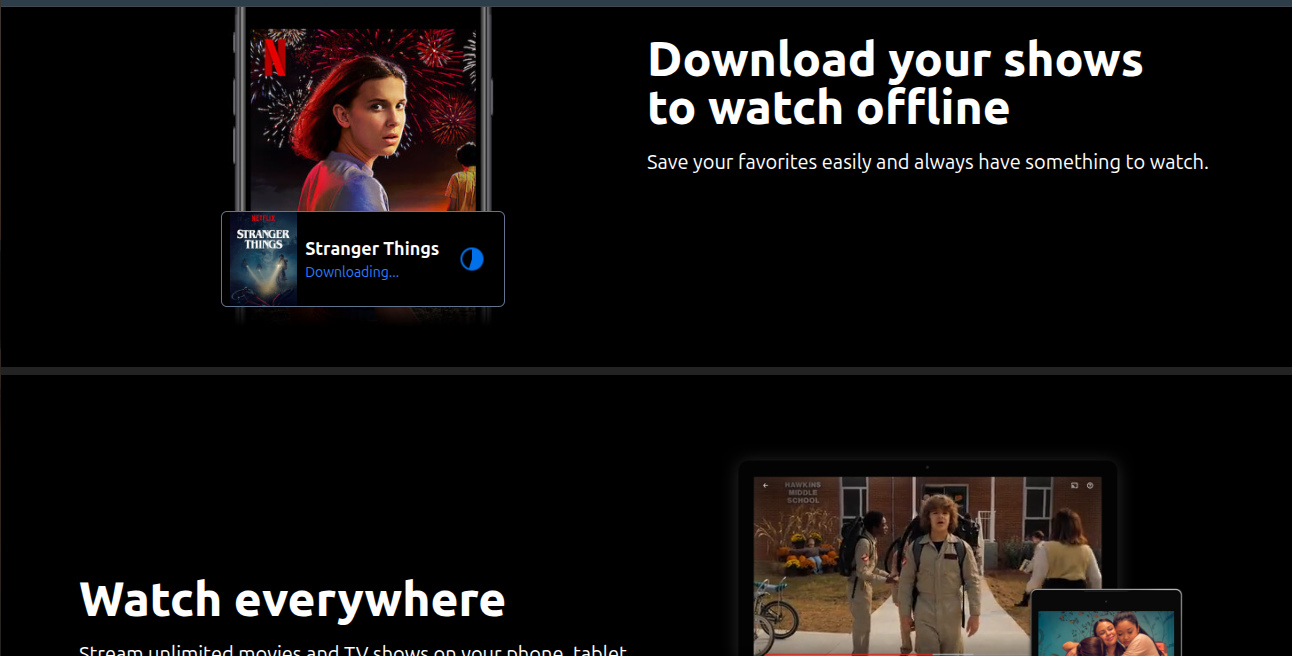 N
Download your shows
to watch offline
Save your favorites easily and always have something to watch.
NETFLIX
STRANGER
THINGS
Stranger Things
Downloading...
HAWKINS
MIDDLE
SCHOOL
Watch everywhere
Stream unlimited movies and TV shows on your phone, tablet,